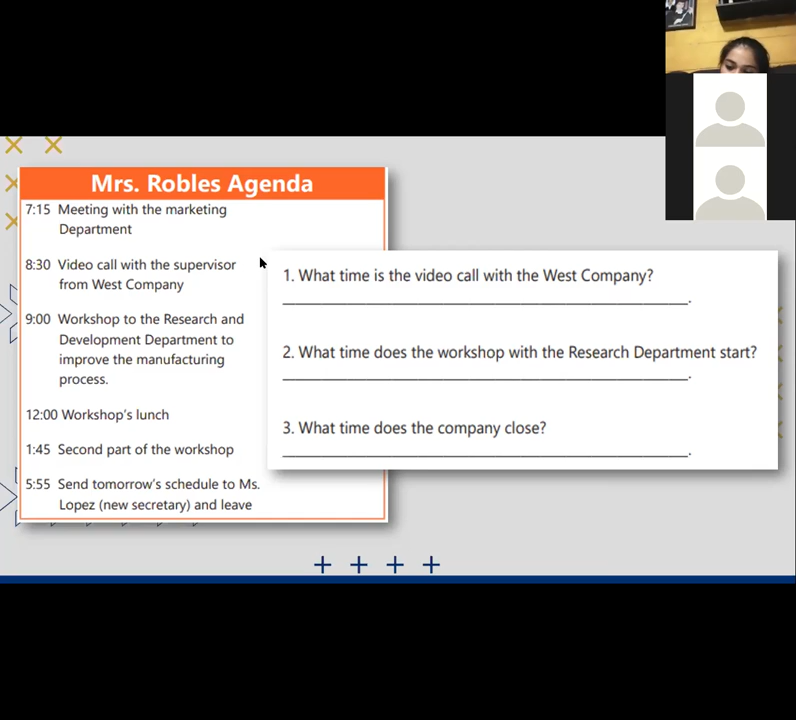 Mrs. Robles Agenda
7:15 Meeting with the marketing
Department
8:30 Video call with the supervisor
from West Company
9:00 Workshop to the Research and
Development Department to
improve the manufacturing
process.
12:00 Workshop's lunch
1:45 Second part of the workshop
5:55 Send tomorrow's schedule to Ms.
Lopez (new secretary) and leave
1. What time is the video call with the West Company?
2. What time does the workshop with the Research Department start?
3. What time does the company close?